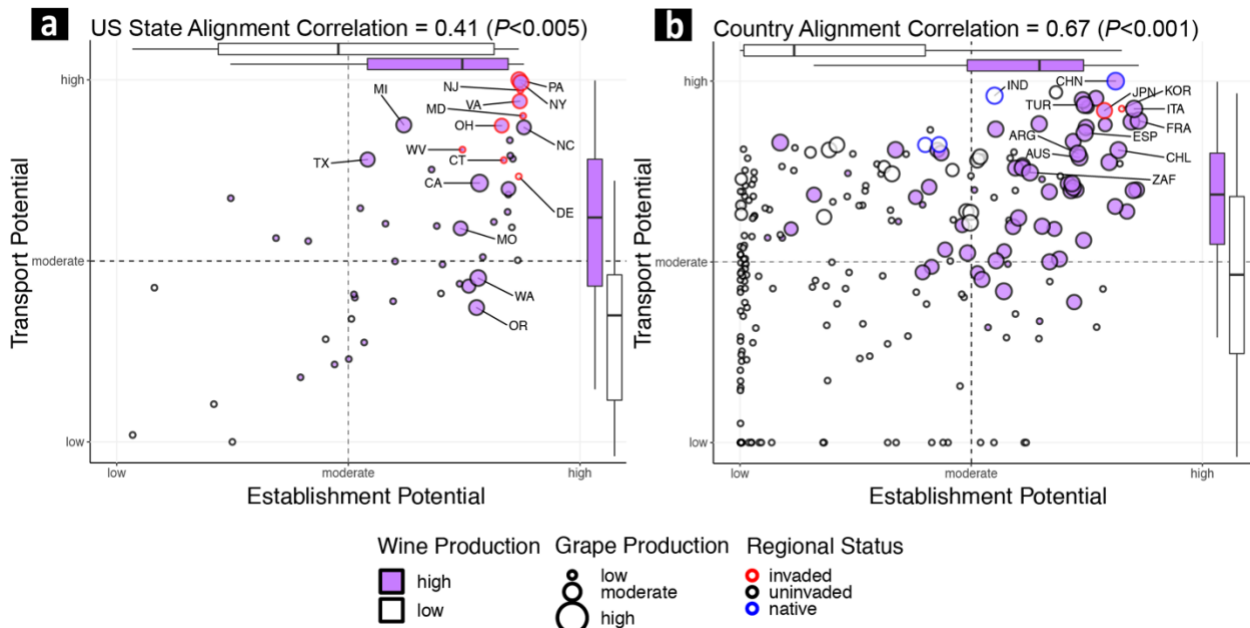 a US State Alignment Correlation = 0.41 (P<0.005)
Transport Potential
high
moderate
low
MI
NJ
PA
VA
NY
MD
OH
NC
WV
CT
TX
CA
DE
MO
WA
OR
low
moderate
high
Establishment Potential
b Country Alignment Correlation = 0.67 (P<0.001)
Transport Potential
high
moderate
low
IND
CHN
JPN
KOR
TUR
ITA
FRA
ARG
ESP
AUS
CHL
ZAF
low
moderate
high
Establishment Potential
Wine Production
high
low
Grape Production
low
moderate
high
Regional Status
invaded
uninvaded
native